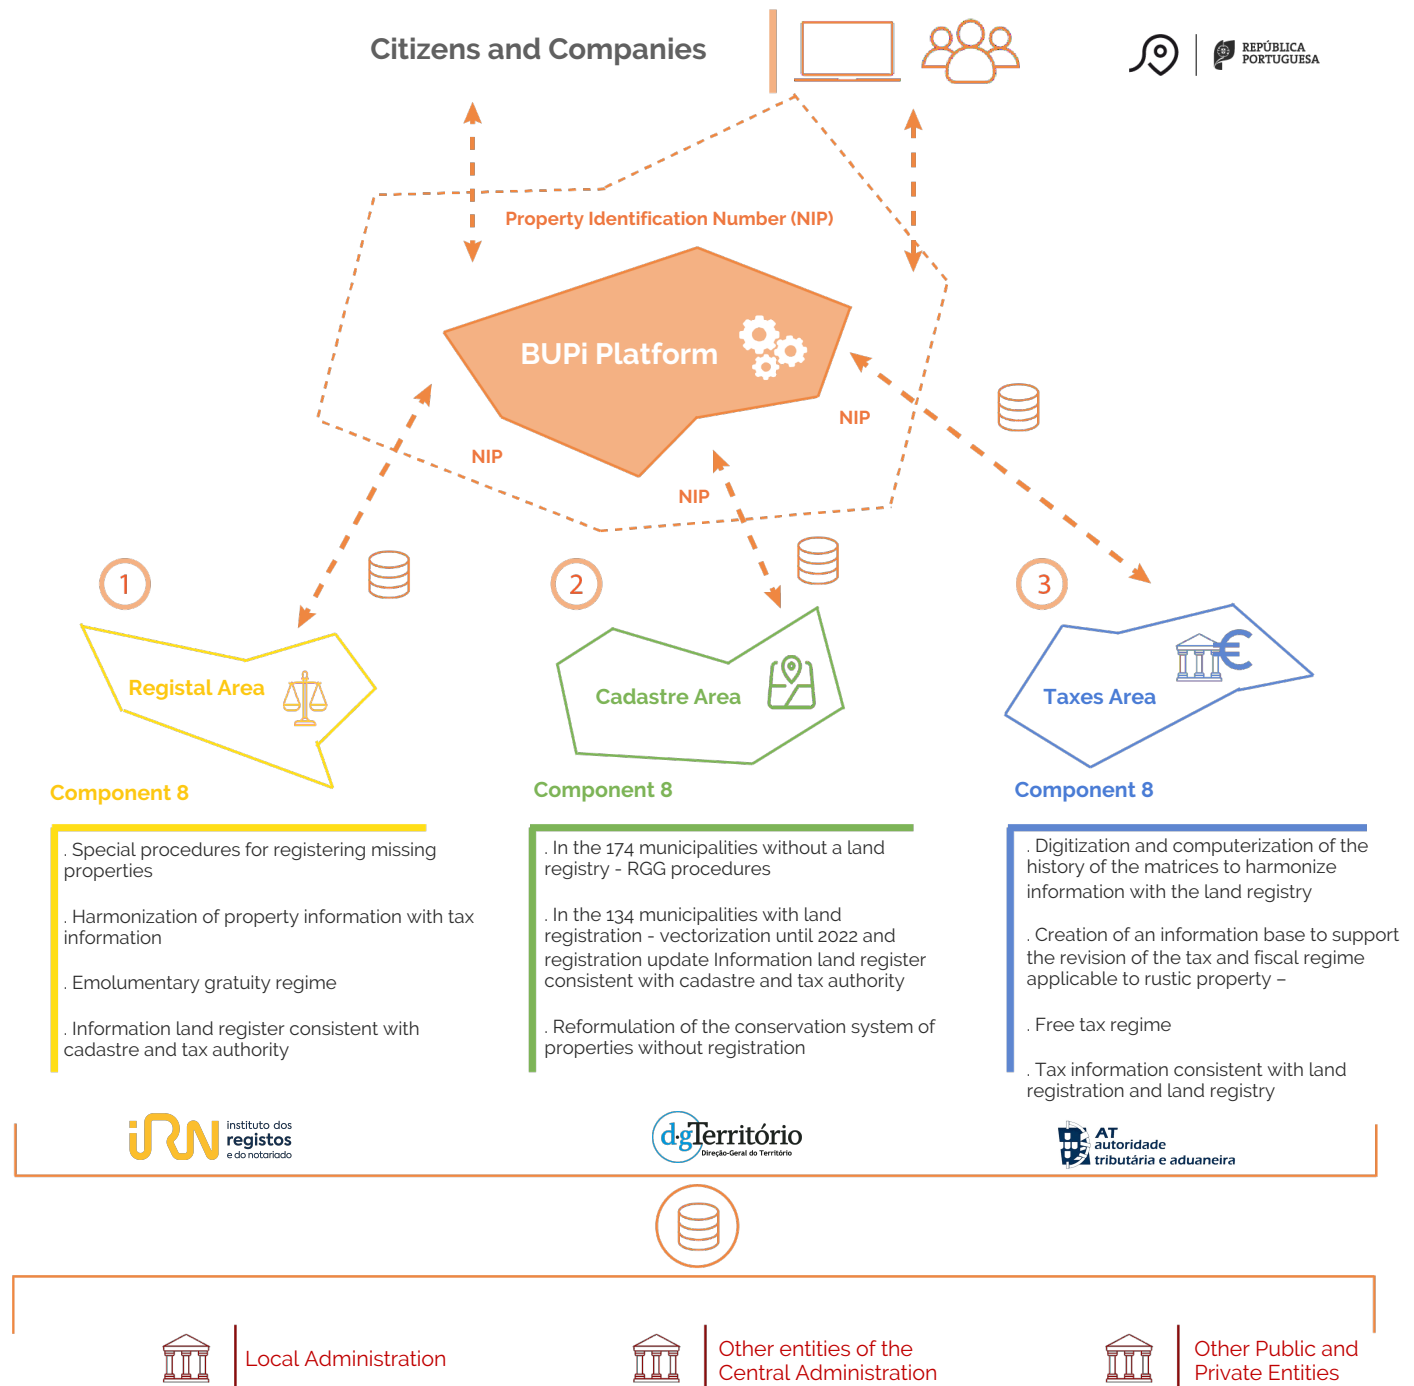 Citizens and Companies
REPÚBLICA
PORTUGUESA
Property Identification Number (NIP)
BUPi Platform
NIP
NIP
NIP
1
2
3
Registal Area
Cadastre Area
Taxes Area
Component 8
. Special procedures for registering missing
properties
. Harmonization of property information with tax
information
. Emolumentary gratuity regime
. Information land register consistent with
cadastre and tax authority
Component 8
. In the 174 municipalities without a land
registry - RGG procedures
. In the 134 municipalities with land
registration - vectorization until 2022 and
registration update Information land register
consistent with cadastre and tax authority
. Reformulation of the conservation system of
properties without registration
Component 8
. Digitization and computerization of the
history of the matrices to harmonize
information with the land registry
. Creation of an information base to support
the revision of the tax and fiscal regime
applicable to rustic property –
. Free tax regime
. Tax information consistent with land
registration and land registry
iRN
instituto dos
registos
e do notariado
dgTerritório
Direção-Geral do Território
AT
autoridade
tributária e aduaneira
Local Administration
Other entities of the
Central Administration
Other Public and
Private Entities